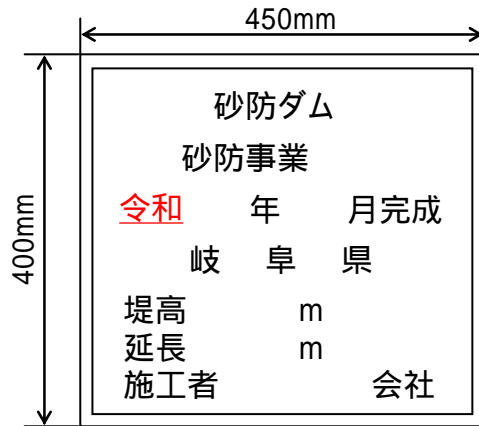 450mm
400mm
砂防ダム
砂防事業
令和 年 月完成
岐阜県
堤高 m
延長 m
施工者 会社